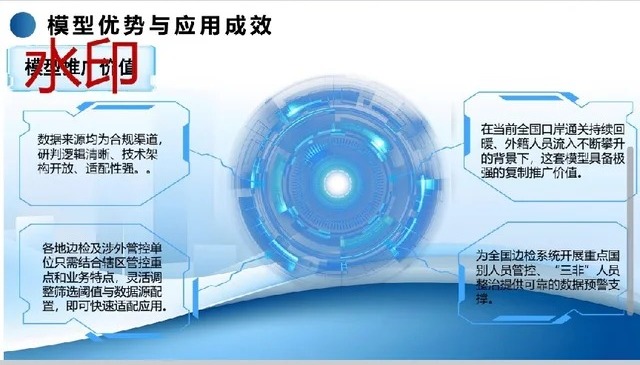 模型优势与应用成效
模型推广价值
水印
数据来源均为合规渠道，
研判逻辑清晰、技术架
构开放、适配性强。。
在当前全国口岸通关持续回
暖、外籍人员流入不断攀升
的背景下，这套模型具备极
强的复制推广价值。
各地边检及涉外管控单
位只需结合辖区管控重
点和业务特点，灵活调
整筛选阈值与数据源配
置，即可快速适配应用。
为全国边检系统开展重点国
别人员管控、“三非”人员
整治提供可靠的数据预警支
撑。